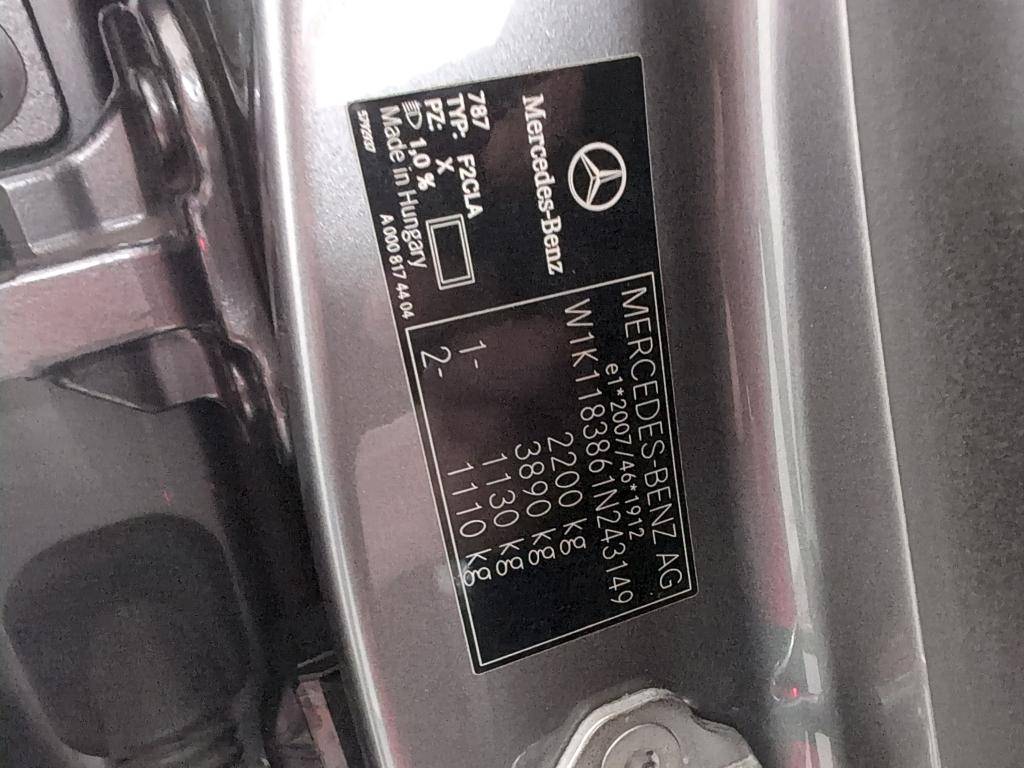 Mercedes-Benz
787
TYP: F2CLA
PZ: X
1,0 %
Made in Hungary
A 000 817 44 04
MERCEDES-BENZ AG
e1*2007/46*1912
W1K1183861N243149
2200 kg
3890 kg
1- 1130 kg
2- 1110 kg